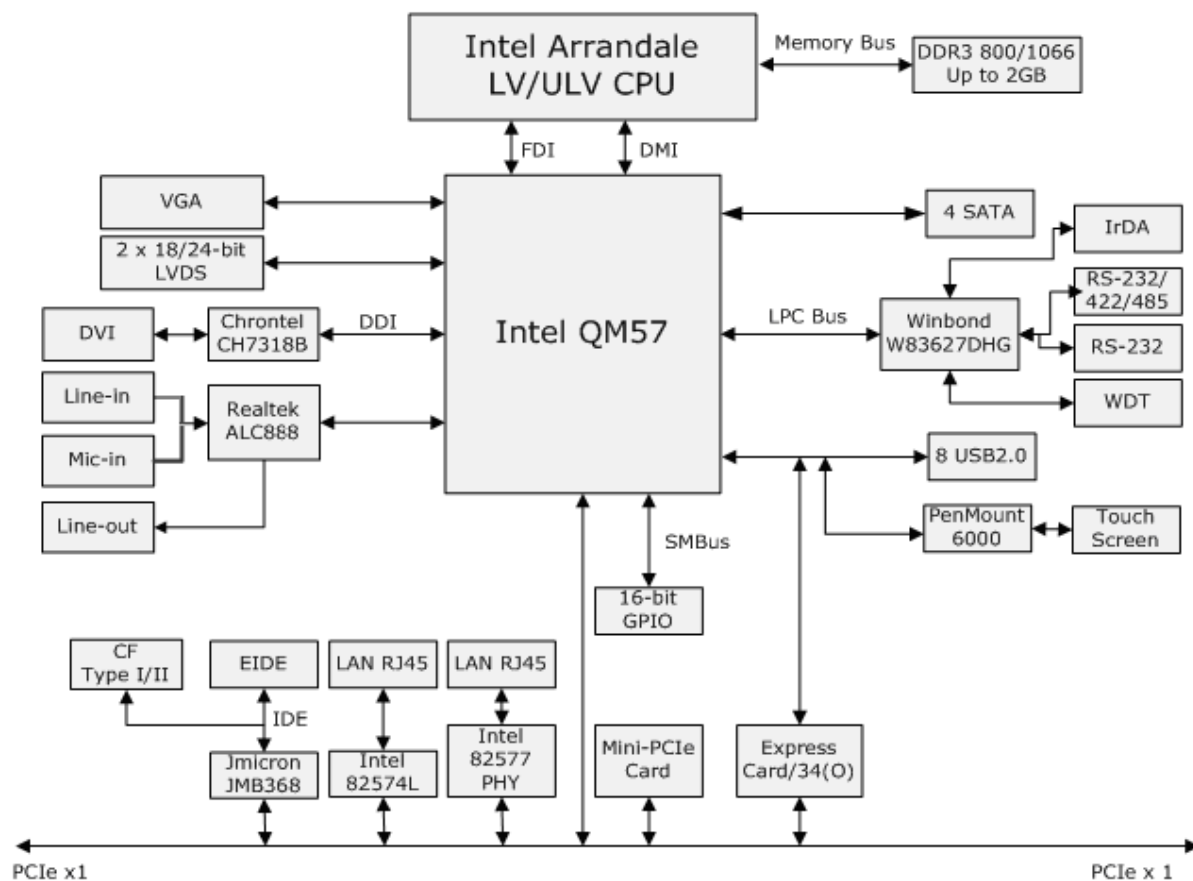 Intel Arrandale
LV/ULV CPU
Memory Bus
DDR3 800/1066
Up to 2GB
FDI
DMI
VGA
2 x 18/24-bit
LVDS
DVI
Chrontel
CH7318B
DDI
Line-in
Mic-in
Line-out
Realtek
ALC888
Intel QM57
4 SATA
IrDA
RS-232/
422/485
LPC Bus
Winbond
W83627DHG
RS-232
WDT
8 USB2.0
PenMount
6000
Touch
Screen
SMBus
16-bit
GPIO
CF
Type I/II
EIDE
LAN RJ45
LAN RJ45
IDE
Jmicron
JMB368
Intel
82574L
Intel
82577
PHY
Mini-PCIe
Card
Express
Card/34(O)
PCIe x1
PCIe x 1